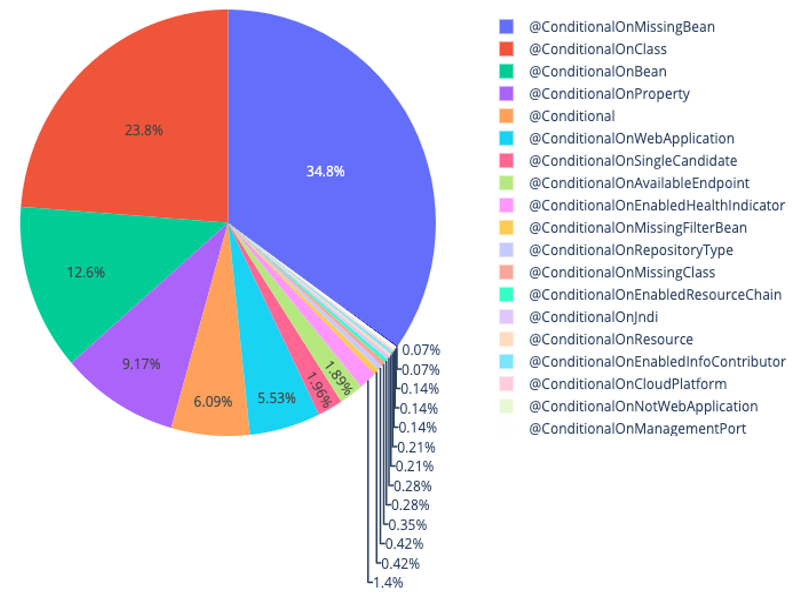 34.8%
23.8%
12.6%
9.17%
6.09%
5.53%
1.96%
1.89%
0.07%
0.07%
0.14%
0.14%
0.14%
0.21%
0.21%
0.28%
0.28%
0.35%
0.42%
0.42%
1.4%
@ConditionalOnMissingBean
@ConditionalOnClass
@ConditionalOnBean
@ConditionalOnProperty
@Conditional
@ConditionalOnWebApplication
@ConditionalOnSingleCandidate
@ConditionalOnAvailableEndpoint
@ConditionalOnEnabledHealthIndicator
@ConditionalOnMissingFilterBean
@ConditionalOnRepositoryType
@ConditionalOnMissingClass
@ConditionalOnEnabledResourceChain
@ConditionalOnJndi
@ConditionalOnResource
@ConditionalOnEnabledInfoContributor
@ConditionalOnCloudPlatform
@ConditionalOnNotWebApplication
@ConditionalOnManagementPort